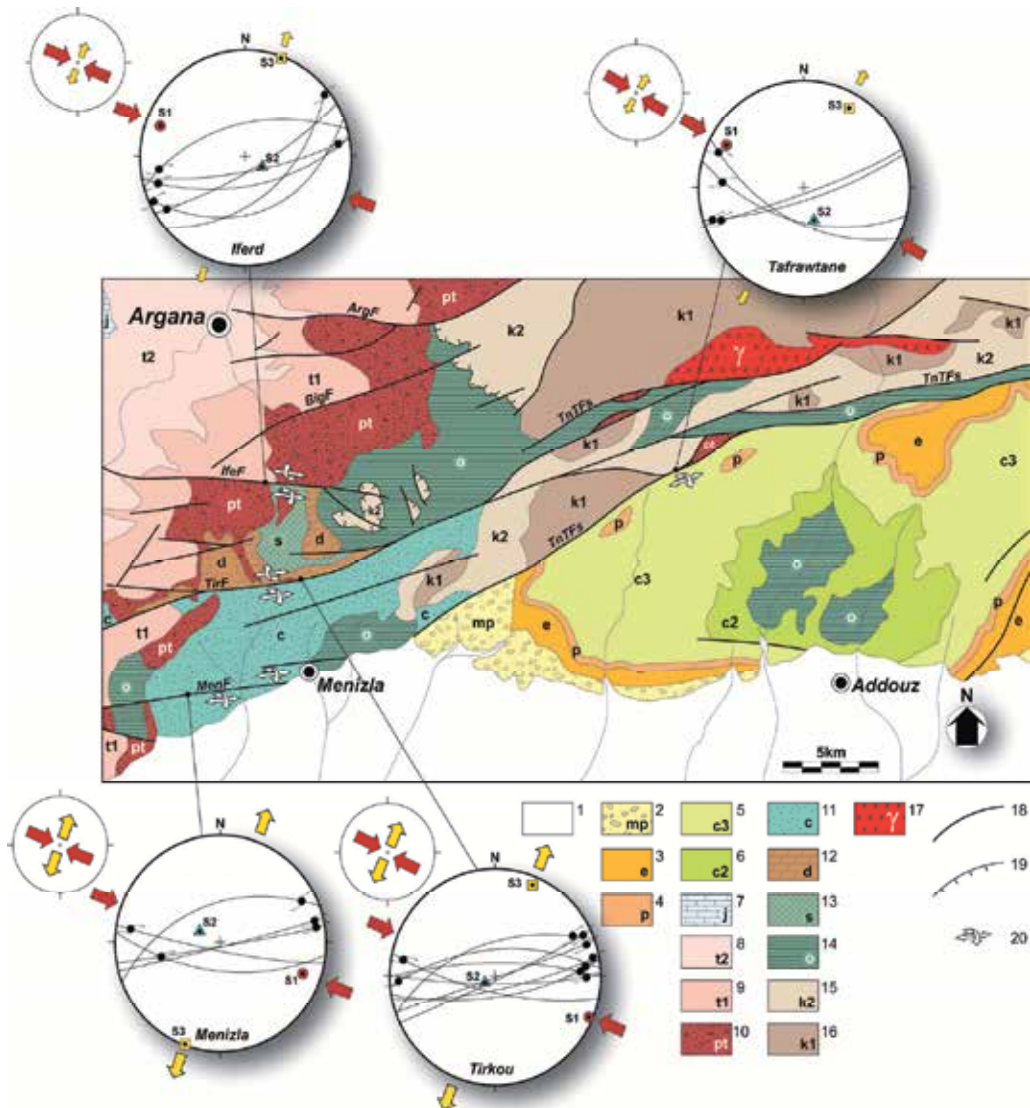 N
S3
S1
S2
Iferd
N
S3
S1
S2
Tafrawtane
Argana
j
t2
ArgF
pt
t1
BigF
pt
k2
k1
γ
k1
k1
k2
TnTFs
TnTFs
k1
o
o
k1
o
IfeF
pt
o
k2
s
d
d
TirF
k1
k2
TnTFs
p
p
p
e
c3
c3
o
o
c2
c
t1
pt
o
c
k1
c
o
mp
e
p
p
e
MenF
Menizla
Addouz
t1
pt
N
5km
N
S2
S1
S3
Menizla
N
S3
S2
S1
Tirkou
1
mp 2
c3 5
c 11
γ 17
18
e 3
c2 6
d 12
19
p 4
j 7
s 13
t2 8
o 14
20
t1 9
k2 15
pt 10
k1 16